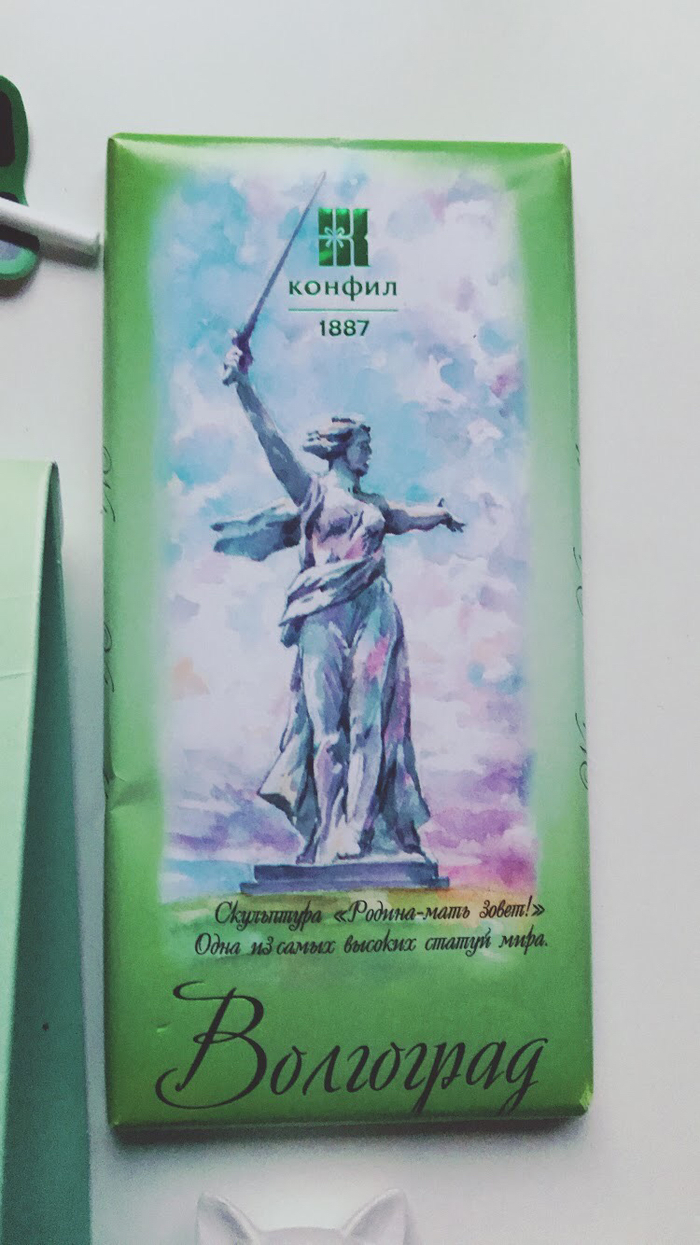 конфил
1887
Скульптура «Родина-мать зовет!»
Одна из самых высоких статуй мира.
Волгоград